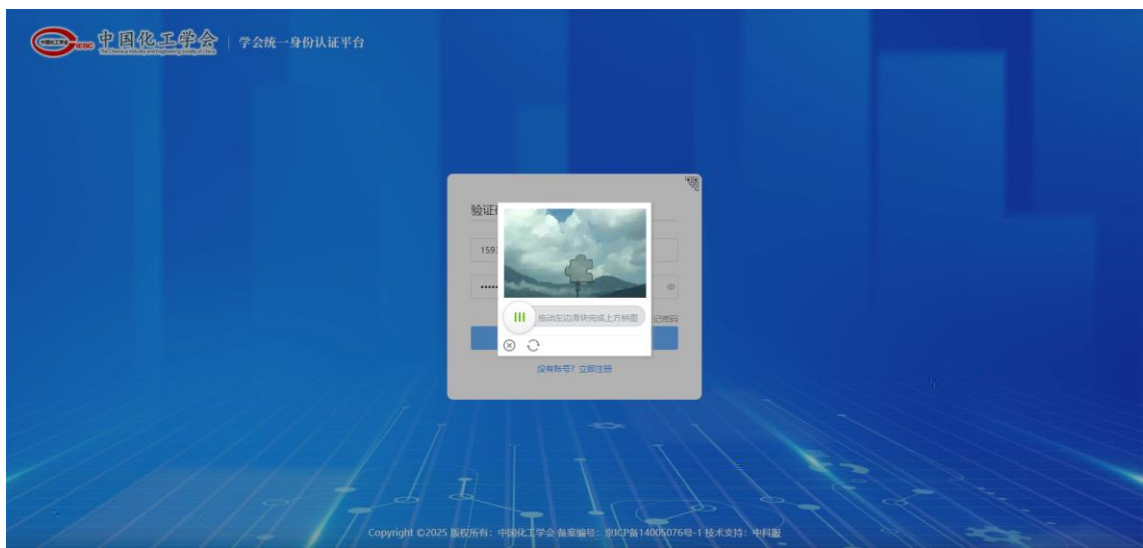 中国化工学会 学会统一身份认证平台
验证
159
拖动左边滑块完成上方拼图
记密码
没有账号？立即注册
Copyright ©2025 版权所有：中国化工学会 备案编号：京ICP备14005076号-1 技术支持：中科服